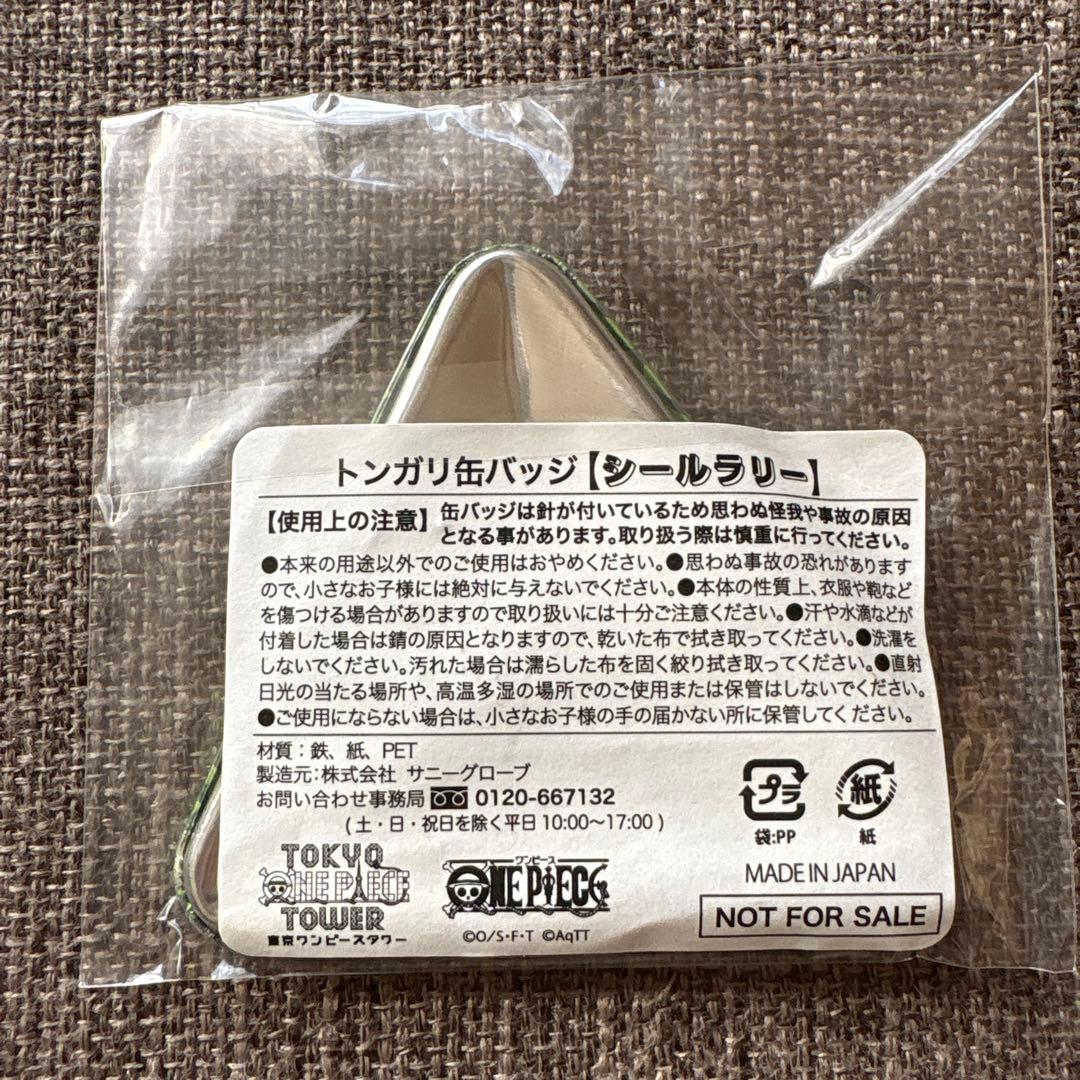 トンガリ缶バッジ【シールラリー】
【使用上の注意】缶バッジは針が付いているため思わぬ怪我や事故の原因
となる事があります。取り扱う際は慎重に行ってください。
●本来の用途以外でのご使用はおやめください。●思わぬ事故の恐れがあります
ので、小さなお子様には絶対に与えないでください。●本体の性質上、衣服や鞄など
を傷つける場合がありますので取り扱いには十分ご注意ください。●汗や水滴などが
付着した場合は錆の原因となりますので、乾いた布で拭き取ってください。●洗濯を
しないでください。汚れた場合は濡らした布を固く絞り拭き取ってください。●直射
日光の当たる場所や、高温多湿の場所でのご使用または保管はしないでください。
●ご使用にならない場合は、小さなお子様の手の届かない所に保管してください。
材質：鉄、紙、PET
製造元：株式会社 サニーグローブ
お問い合わせ事務局 0120-667132
(土・日・祝日を除く平日 10:00〜17:00)
プラ
袋:PP
紙
紙
MADE IN JAPAN
NOT FOR SALE
TOKYO
ONE PIECE
TOWER
東京ワンピースタワー
ワンピース
ONE PIECE
©O/S・F・T ©AqTT